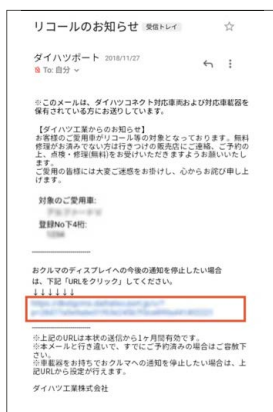 リコールのお知らせ 受信トレイ
ダイハツポート 2018/11/27
To: 自分
※このメールは、ダイハツコネクト対応車両および対応車載器を
保有されている方にお送りしています。
【ダイハツ工業からのお知らせ】
お客様のご愛用車がリコール等の対象となっております。無料
修理がお済みでない方は行きつけの販売店にご連絡、ご予約の
上、点検・修理(無料)をお受けいただきますようお願いいたし
ます。
ご愛用の皆様には大変ご迷惑をお掛けし、心からお詫び申し上
げます。
対象のご愛用車:
登録No下4桁:
おクルマのディスプレイへの今後の通知を停止したい場合
は、下記「URLをクリック」してください。
↓↓↓↓↓↓
※上記のURLは本状の送信から1ヶ月間有効です。
※本メールと行き違いで、すでにご予約済みの場合はご容赦下
さい。
※車載器をお持ちでおクルマへの通知を停止したい場合は、上
記URLから設定が行えます。
ダイハツ工業株式会社